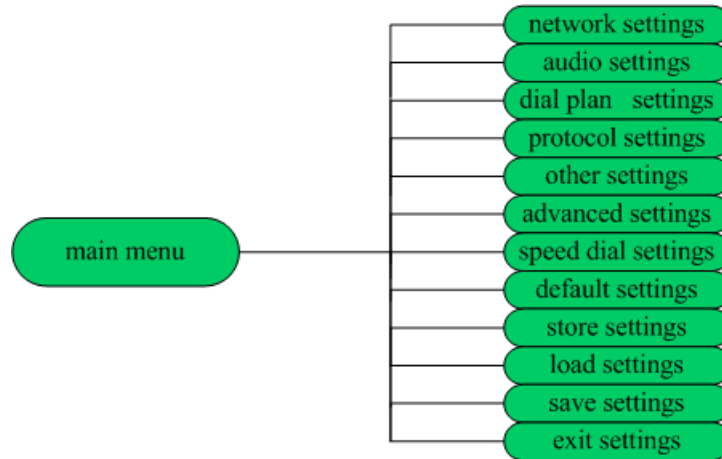 network settings
audio settings
dial plan settings
protocol settings
other settings
advanced settings
main menu
speed dial settings
default settings
store settings
load settings
save settings
exit settings